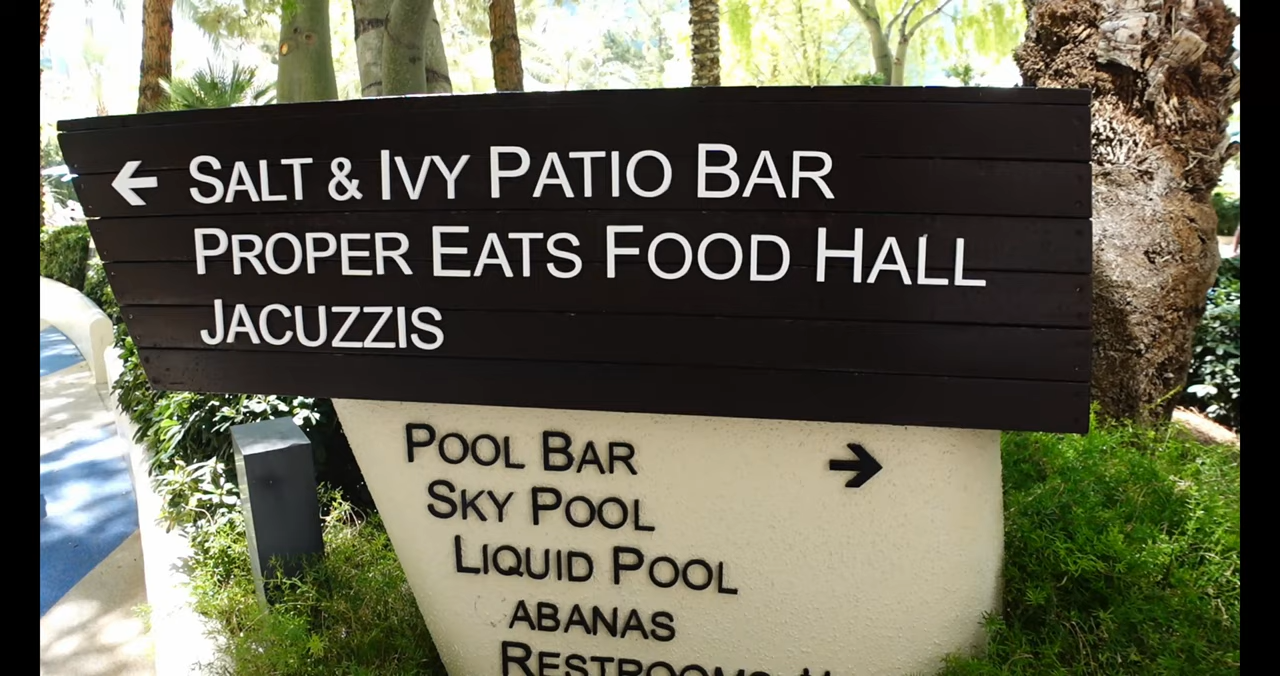 ← SALT & IVY PATIO BAR
PROPER EATS FOOD HALL
JACUZZIS
POOL BAR →
SKY POOL
LIQUID POOL
ABANAS
RESTROOMS